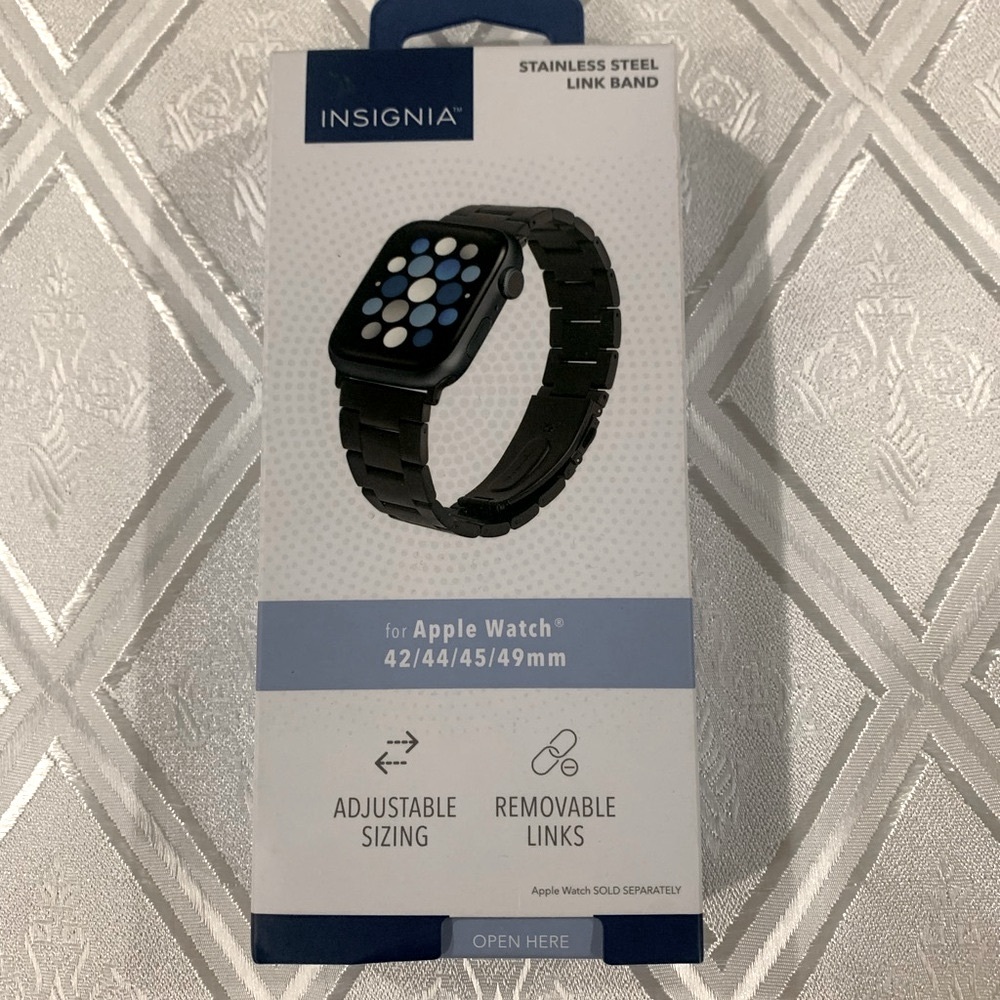 INSIGNIA™
STAINLESS STEEL
LINK BAND
for Apple Watch®
42/44/45/49mm
ADJUSTABLE
SIZING
REMOVABLE
LINKS
Apple Watch SOLD SEPARATELY
OPEN HERE